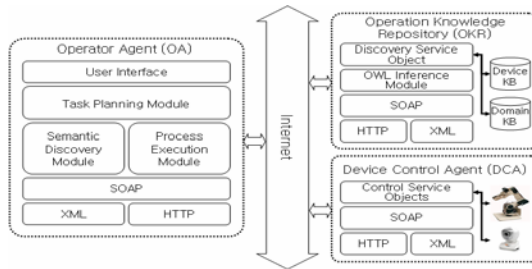 Operator Agent (OA)
User Interface
Task Planning Module
Semantic
Discovery
Module
Process
Execution
Module
SOAP
XML
HTTP
Internet
Operation Knowledge
Repository (OKR)
Discovery Service
Object
OWL Inference
Module
SOAP
HTTP
XML
Device
KB
Domain
KB
Device Control Agent (DCA)
Control Service
Objects
SOAP
HTTP
XML